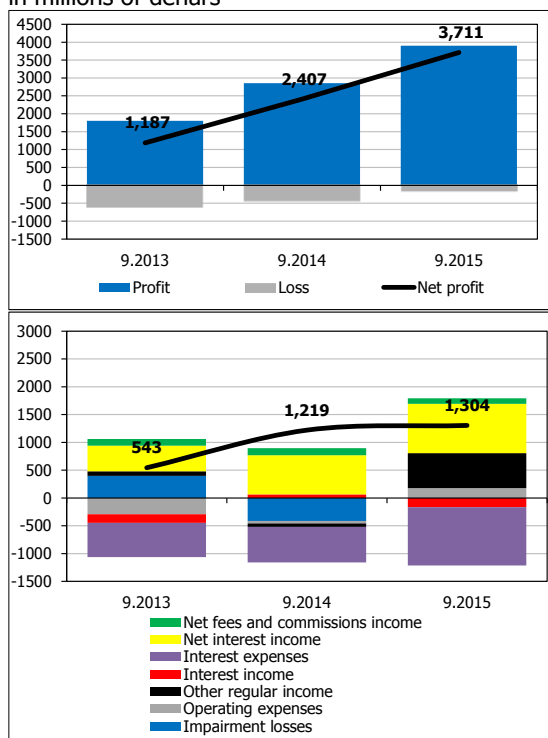 in millions of denars
4500
4000
3500
3000
2500
2000
1500
1000
500
0
-500
-1000
-1500
1,187
2,407
3,711
9.2013 9.2014 9.2015
Profit Loss Net profit
3000
2500
2000
1500
1000
500
0
-500
-1000
-1500
543
1,219
1,304
9.2013 9.2014 9.2015
Net fees and commissions income
Net interest income
Interest expenses
Interest income
Other regular income
Operating expenses
Impairment losses